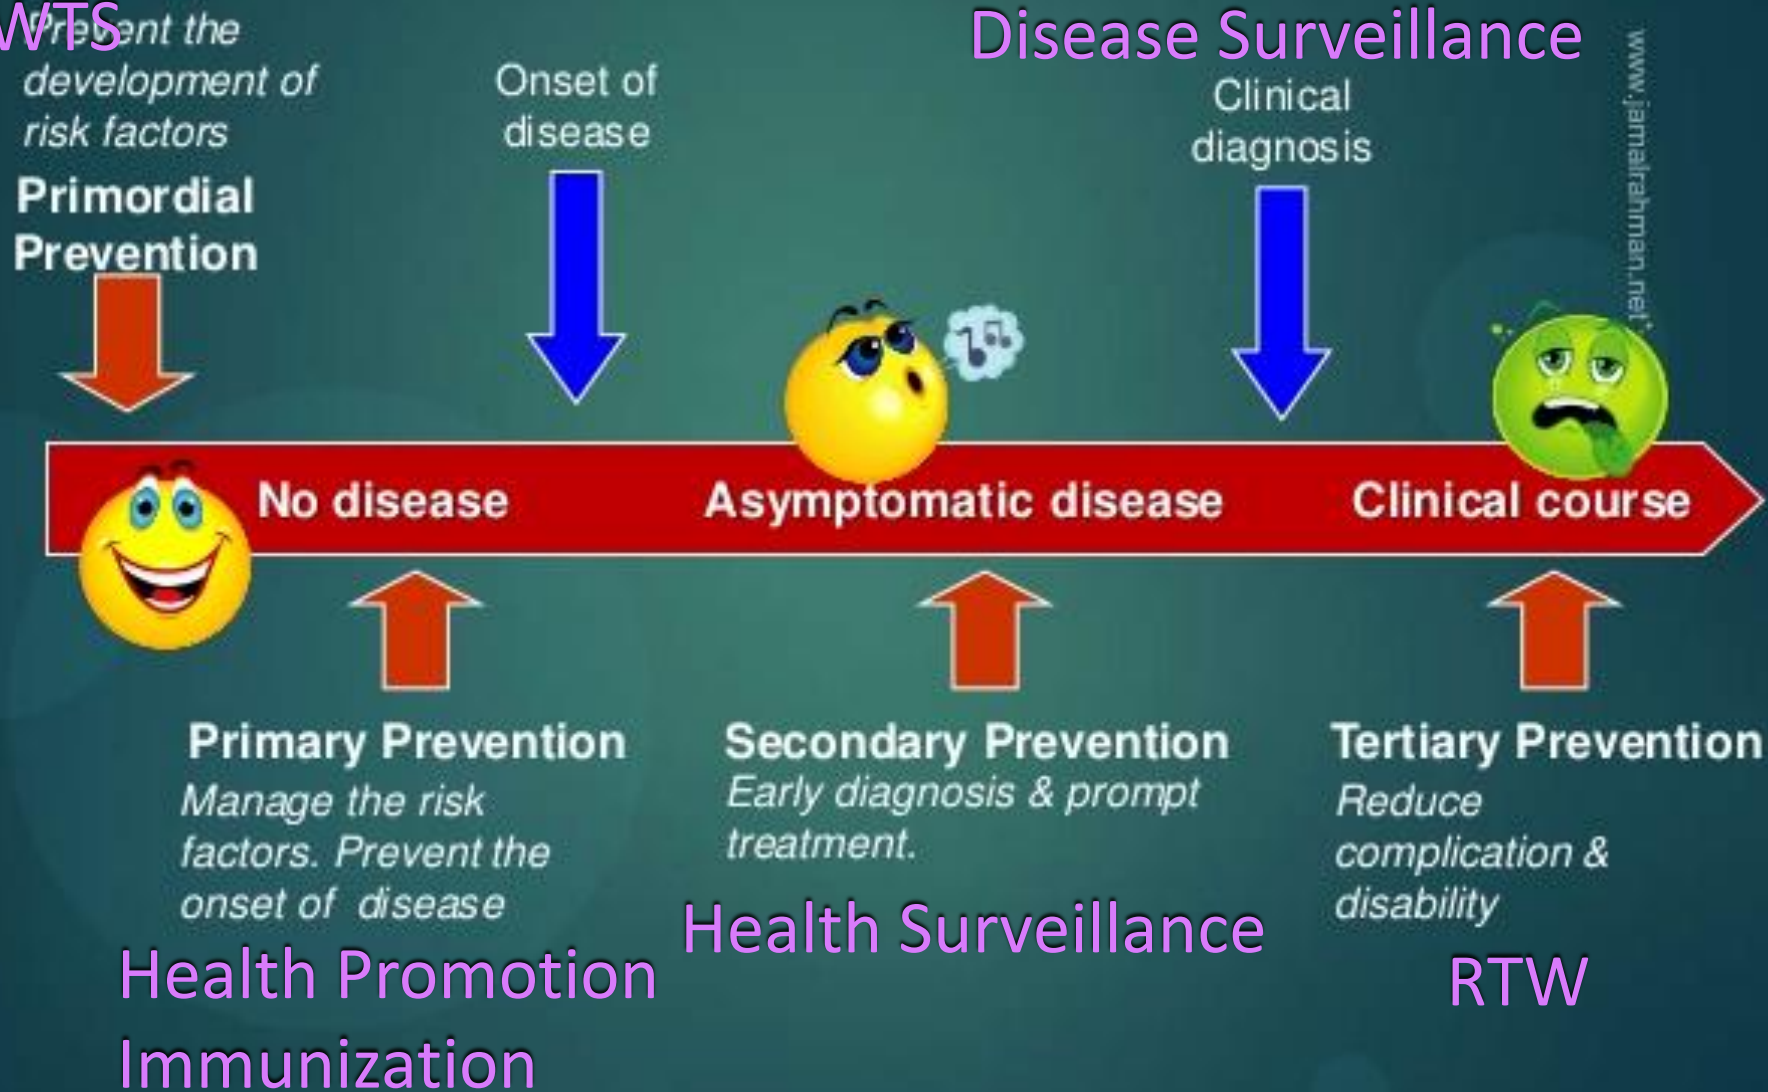 WTS
Prevent the
development of
risk factors
Primordial
Prevention
Onset of
disease
Disease Surveillance
Clinical
diagnosis
www.jamalrahman.net
No disease
Asymptomatic disease
Clinical course
Primary Prevention
Manage the risk
factors. Prevent the
onset of disease
Health Promotion
Immunization
Secondary Prevention
Early diagnosis & prompt
treatment.
Health Surveillance
Tertiary Prevention
Reduce
complication &
disability
RTW